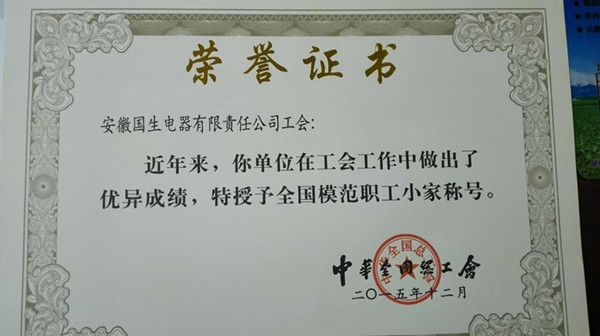 荣誉证书
安徽国生电器有限责任公司工会:
近年来，你单位在工会工作中做出了
优异成绩，特授予全国模范职工小家称号。
中华全国总工会
二〇一五年十二月